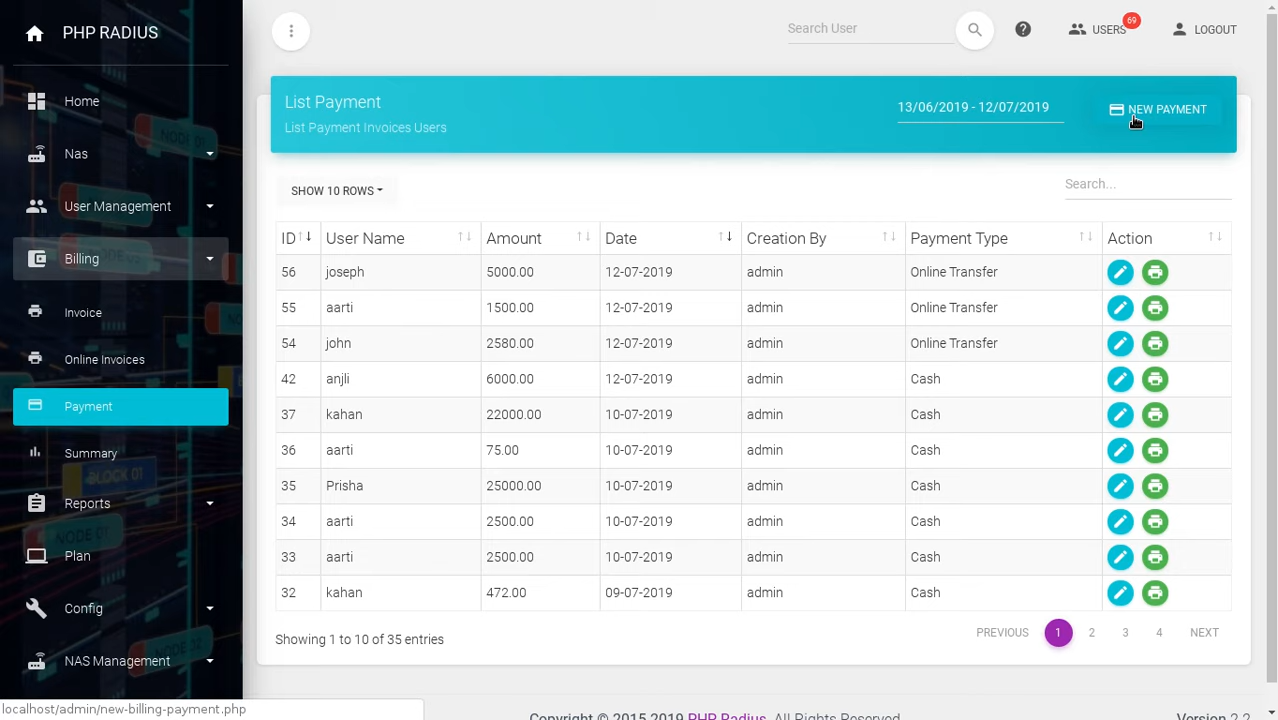 PHP RADIUS
Home
Nas
User Management
Billing
Invoice
Online Invoices
Payment
Summary
Reports
Plan
Config
NAS Management
Search User
USERS 69
LOGOUT
List Payment
List Payment Invoices Users
13/06/2019 - 12/07/2019
NEW PAYMENT
SHOW 10 ROWS
Search...
ID User Name Amount Date Creation By Payment Type Action
56 joseph 5000.00 12-07-2019 admin Online Transfer
55 aarti 1500.00 12-07-2019 admin Online Transfer
54 john 2580.00 12-07-2019 admin Online Transfer
42 anjli 6000.00 12-07-2019 admin Cash
37 kahan 22000.00 10-07-2019 admin Cash
36 aarti 75.00 10-07-2019 admin Cash
35 Prisha 25000.00 10-07-2019 admin Cash
34 aarti 2500.00 10-07-2019 admin Cash
33 aarti 2500.00 10-07-2019 admin Cash
32 kahan 472.00 09-07-2019 admin Cash
Showing 1 to 10 of 35 entries
PREVIOUS 1 2 3 4 NEXT
Copyright © 2015 2019 PHP Radius. All Rights Reserved
Version 2.2
localhost/admin/new-billing-payment.php
NODE 01
BLOCK 01
NODE 01
NODE 02